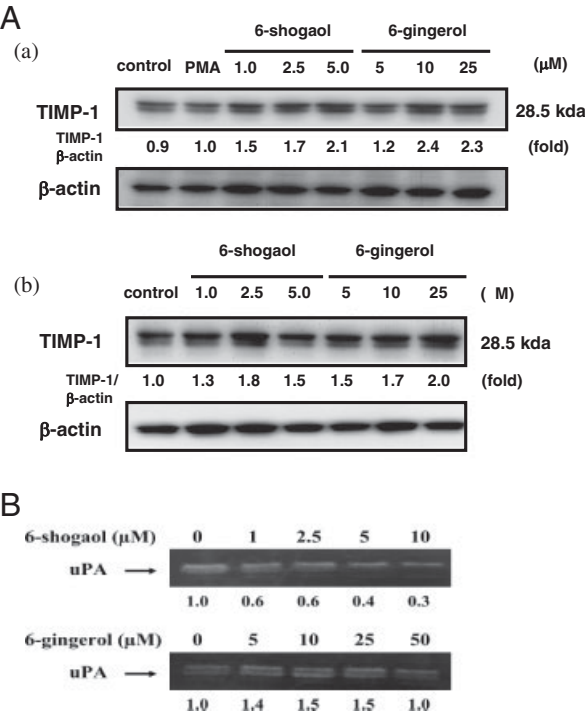 A
(a)
6-shogaol 6-gingerol
control PMA 1.0 2.5 5.0 5 10 25 (μM)
TIMP-1 28.5 kda
TIMP-1
β-actin 0.9 1.0 1.5 1.7 2.1 1.2 2.4 2.3 (fold)
β-actin
6-shogaol 6-gingerol
(b)
control 1.0 2.5 5.0 5 10 25 ( M)
TIMP-1 28.5 kda
TIMP-1/ 1.0 1.3 1.8 1.5 1.5 1.7 2.0 (fold)
β-actin
β-actin
B
6-shogaol (μM) 0 1 2.5 5 10
uPA
1.0 0.6 0.6 0.4 0.3
6-gingerol (μM) 0 5 10 25 50
uPA
1.0 1.4 1.5 1.5 1.0